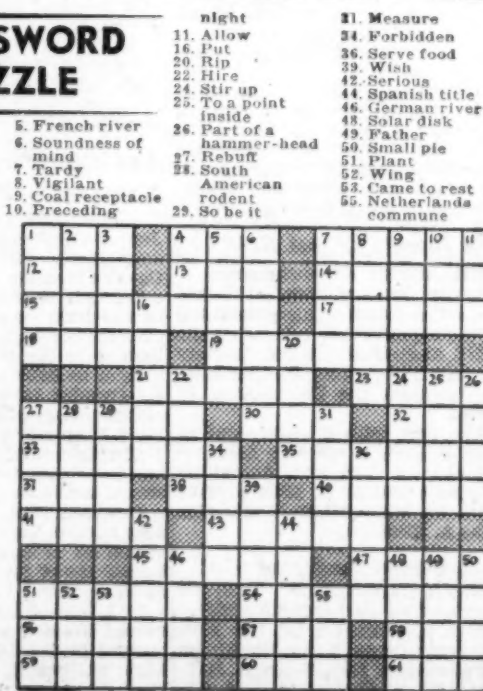 SWORD
ZZLE
5. French river
6. Soundness of
mind
7. Tardy
8. Vigilant
9. Coal receptacle
10. Preceding
night
11. Allow
16. Put
20. Rip
22. Hire
24. Stir up
25. To a point
inside
26. Part of a
hammer-head
27. Rebuff
28. South
American
rodent
29. So be it
31. Measure
34. Forbidden
36. Serve food
39. Wish
42. Serious
44. Spanish title
46. German river
48. Solar disk
49. Father
50. Small pie
51. Plant
52. Wing
53. Came to rest
55. Netherlands
commune
1 2 3 4 5 6 7 8 9 10 11
12 13 14
15 16 17
18 19 20
21 22 23 24 25 26
27 28 29 30 31 32
33 34 35 36
37 38 39 40
41 42 43 44
45 46 47 48 49 50
51 52 53 54 55
56 57 58
59 60 61